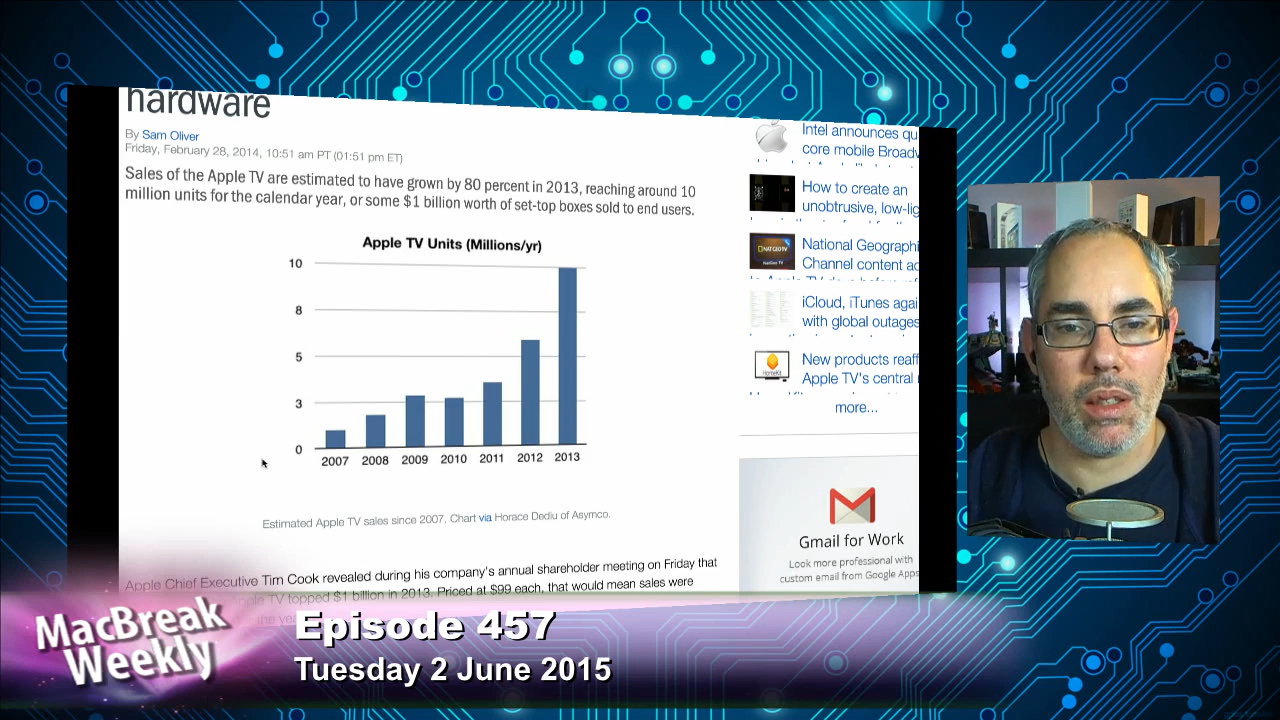 hardware
By Sam Oliver
Friday, February 28, 2014, 10:51 am PT (01:51 pm ET)
Sales of the Apple TV are estimated to have grown by 80 percent in 2013, reaching around 10
million units for the calendar year, or some $1 billion worth of set-top boxes sold to end users.
Apple TV Units (Millions/yr)
10
8
5
3
0
2007 2008 2009 2010 2011 2012 2013
Estimated Apple TV sales since 2007, Chart via Horace Dediu of Asymco.
Apple Chief Executive Tim Cook revealed during his company's annual shareholder meeting on Friday that
TV topped $1 billion in 2013. Priced at $99 each, that would mean sales were
Intel announces qu
core mobile Broadw
How to create an
unobtrusive, low-lig
NAT GEO TV
National Geographi
Channel content ac
iCloud, iTunes agai
with global outages
HomeKit
New products reaff
Apple TV's central
more...
Gmail for Work
Look more professional with
custom email from Google Apps
MacBreak
Weekly
Episode 457
Tuesday 2 June 2015